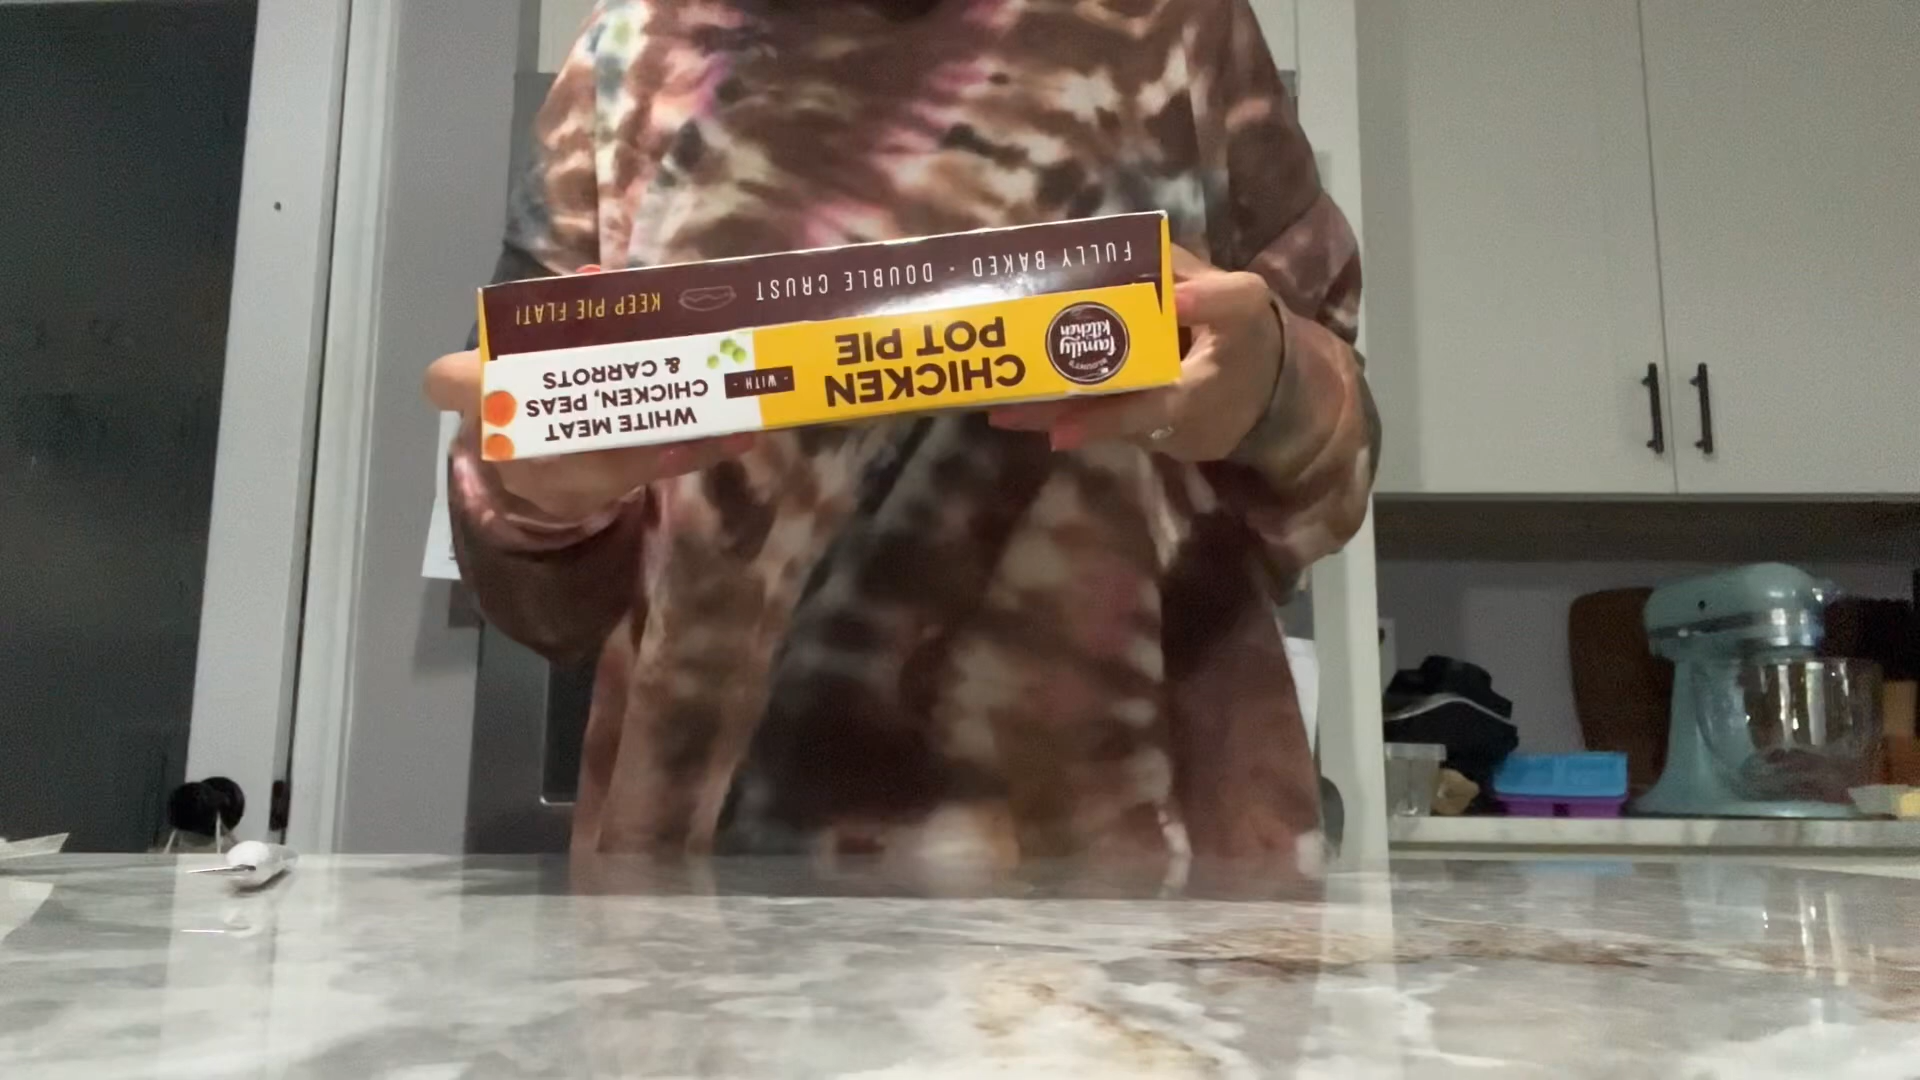 CHICKEN
POT PIE
- WITH -
WHITE MEAT
CHICKEN, PEAS
& CARROTS
family
kitchen
KEEP PIE FLAT!
FULLY BAKED - DOUBLE CRUST